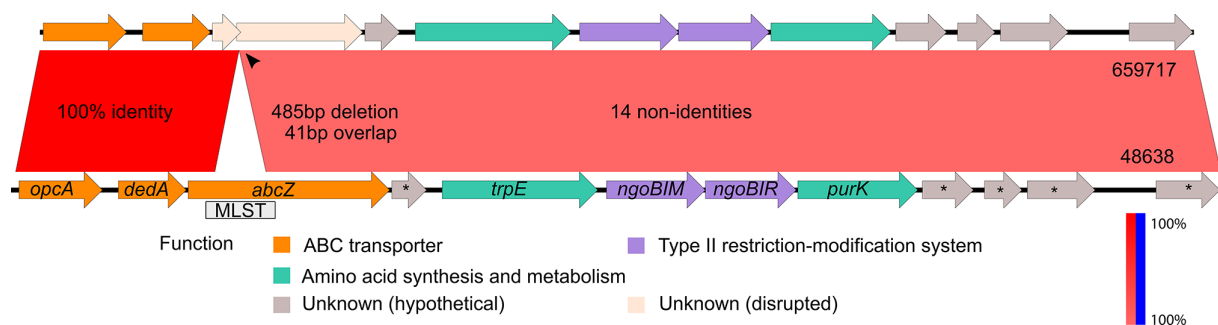 659717
100% identity
485bp deletion
41bp overlap
14 non-identities
48638
opcA dedA abcZ * trpE ngoBIM ngoBIR purK * * * *
MLST
Function
ABC transporter
Type II restriction-modification system
Amino acid synthesis and metabolism
Unknown (hypothetical)
Unknown (disrupted)
100%
100%